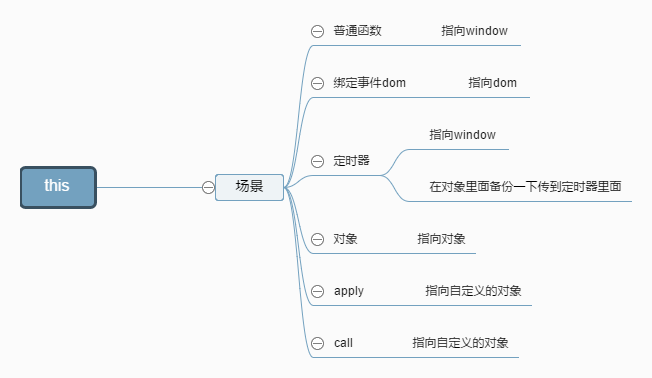 this
场景
普通函数
指向window
绑定事件dom
指向dom
定时器
指向window
在对象里面备份一下传到定时器里面
对象
指向对象
apply
指向自定义的对象
call
指向自定义的对象